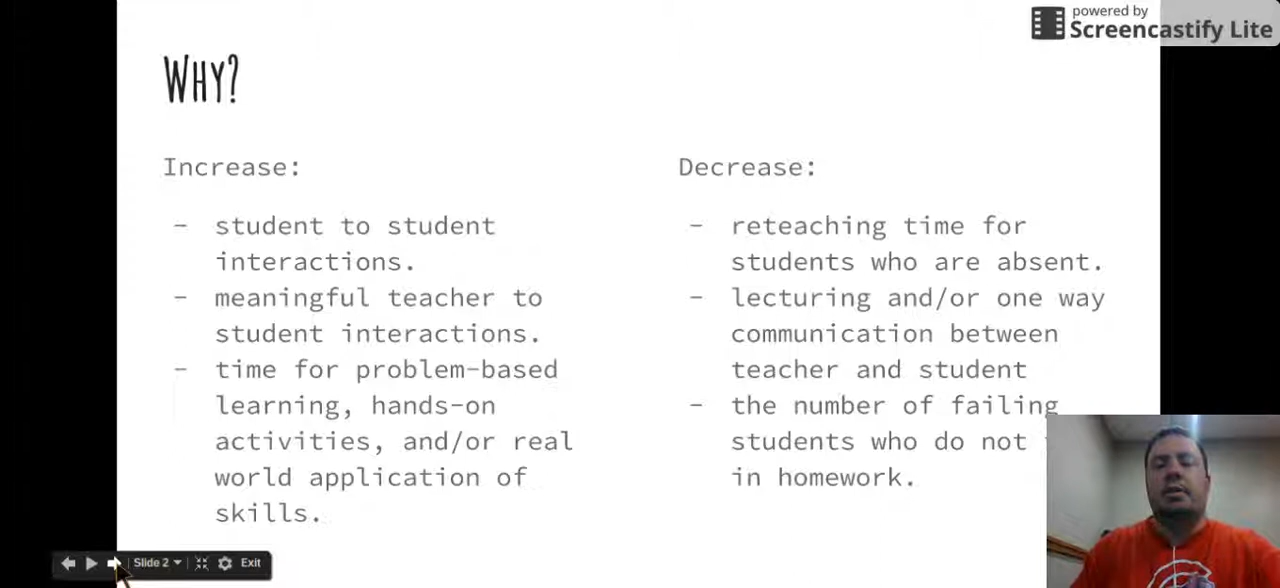 powered by
Screencastify Lite
WHY?
Increase:
- student to student
interactions.
- meaningful teacher to
student interactions.
- time for problem-based
learning, hands-on
activities, and/or real
world application of
skills.
Decrease:
- reteaching time for
students who are absent.
- lecturing and/or one way
communication between
teacher and student
- the number of failing
students who do not
in homework.
Slide 2
Exit